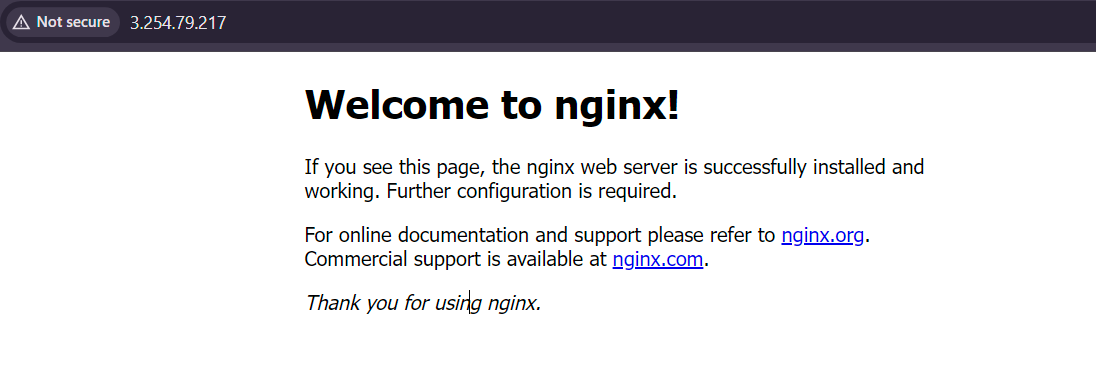 Not secure 3.254.79.217
Welcome to nginx!
If you see this page, the nginx web server is successfully installed and
working. Further configuration is required.
For online documentation and support please refer to nginx.org.
Commercial support is available at nginx.com.
Thank you for using nginx.